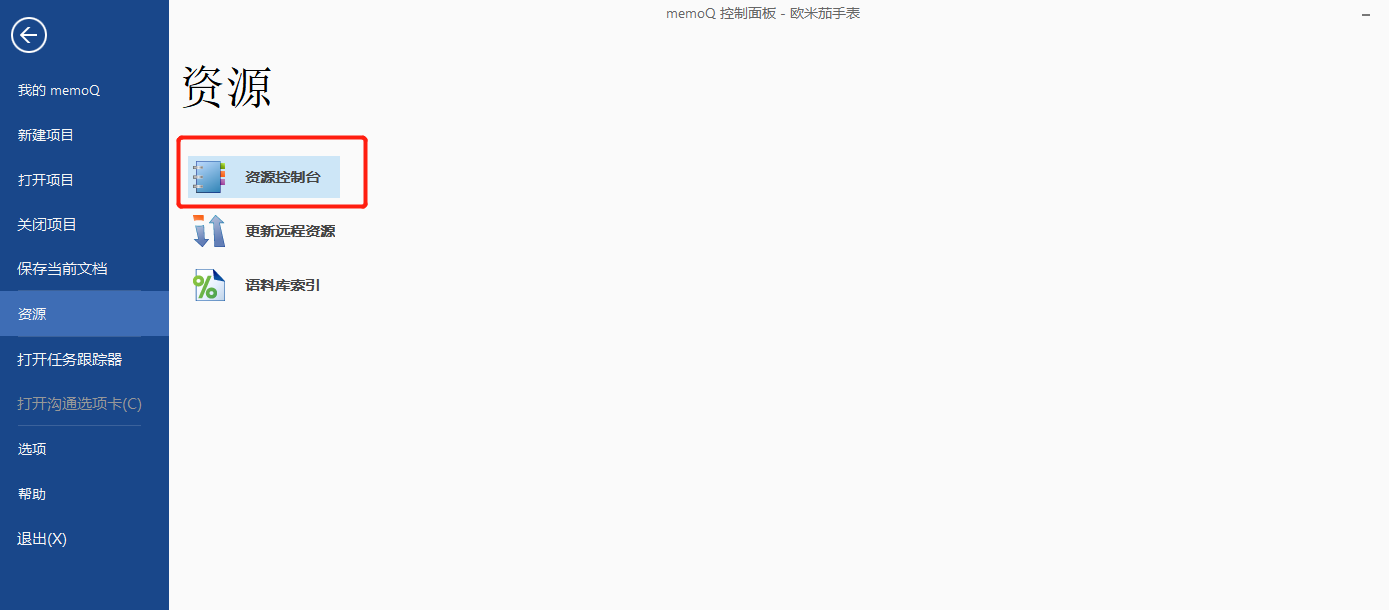 memoQ 控制面板 - 欧米茄手表
我的 memoQ
新建项目
打开项目
关闭项目
保存当前文档
资源
打开任务跟踪器
打开沟通选项卡(C)
选项
帮助
退出(X)
资源
资源控制台
更新远程资源
语料库索引